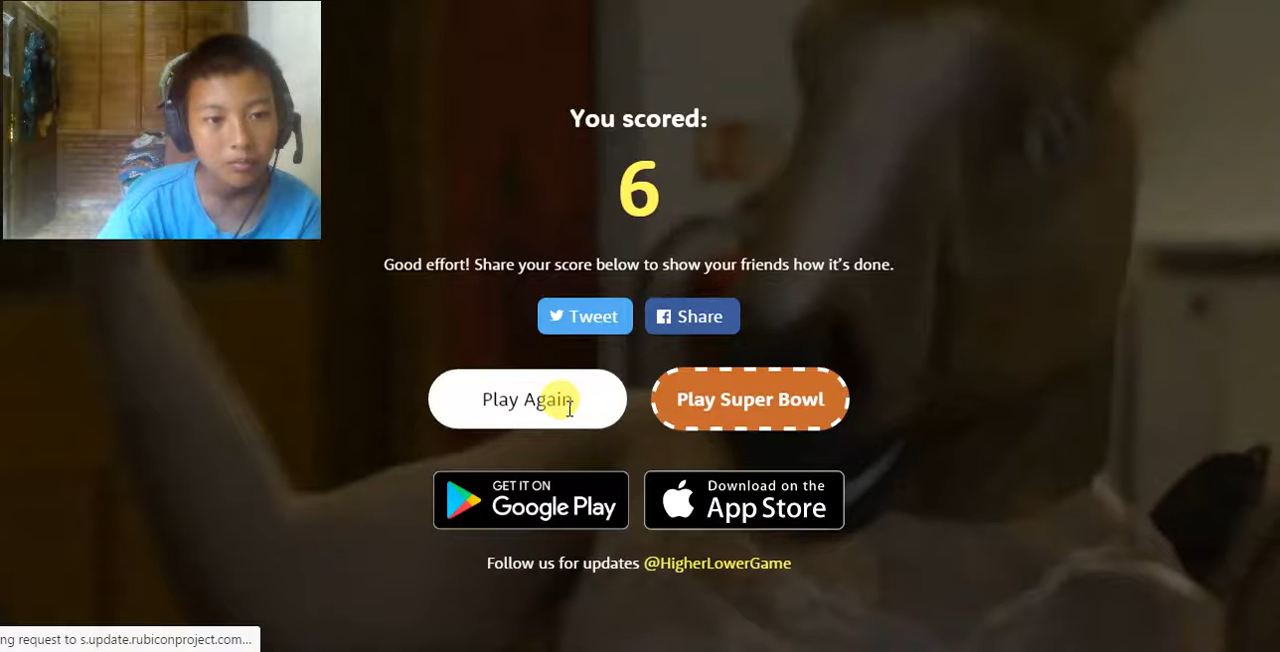 You scored:
6
Good effort! Share your score below to show your friends how it's done.
Tweet Share
Play Again Play Super Bowl
GET IT ON Google Play Download on the App Store
Follow us for updates @HigherLowerGame
ng request to s.update.rubiconproject.com...